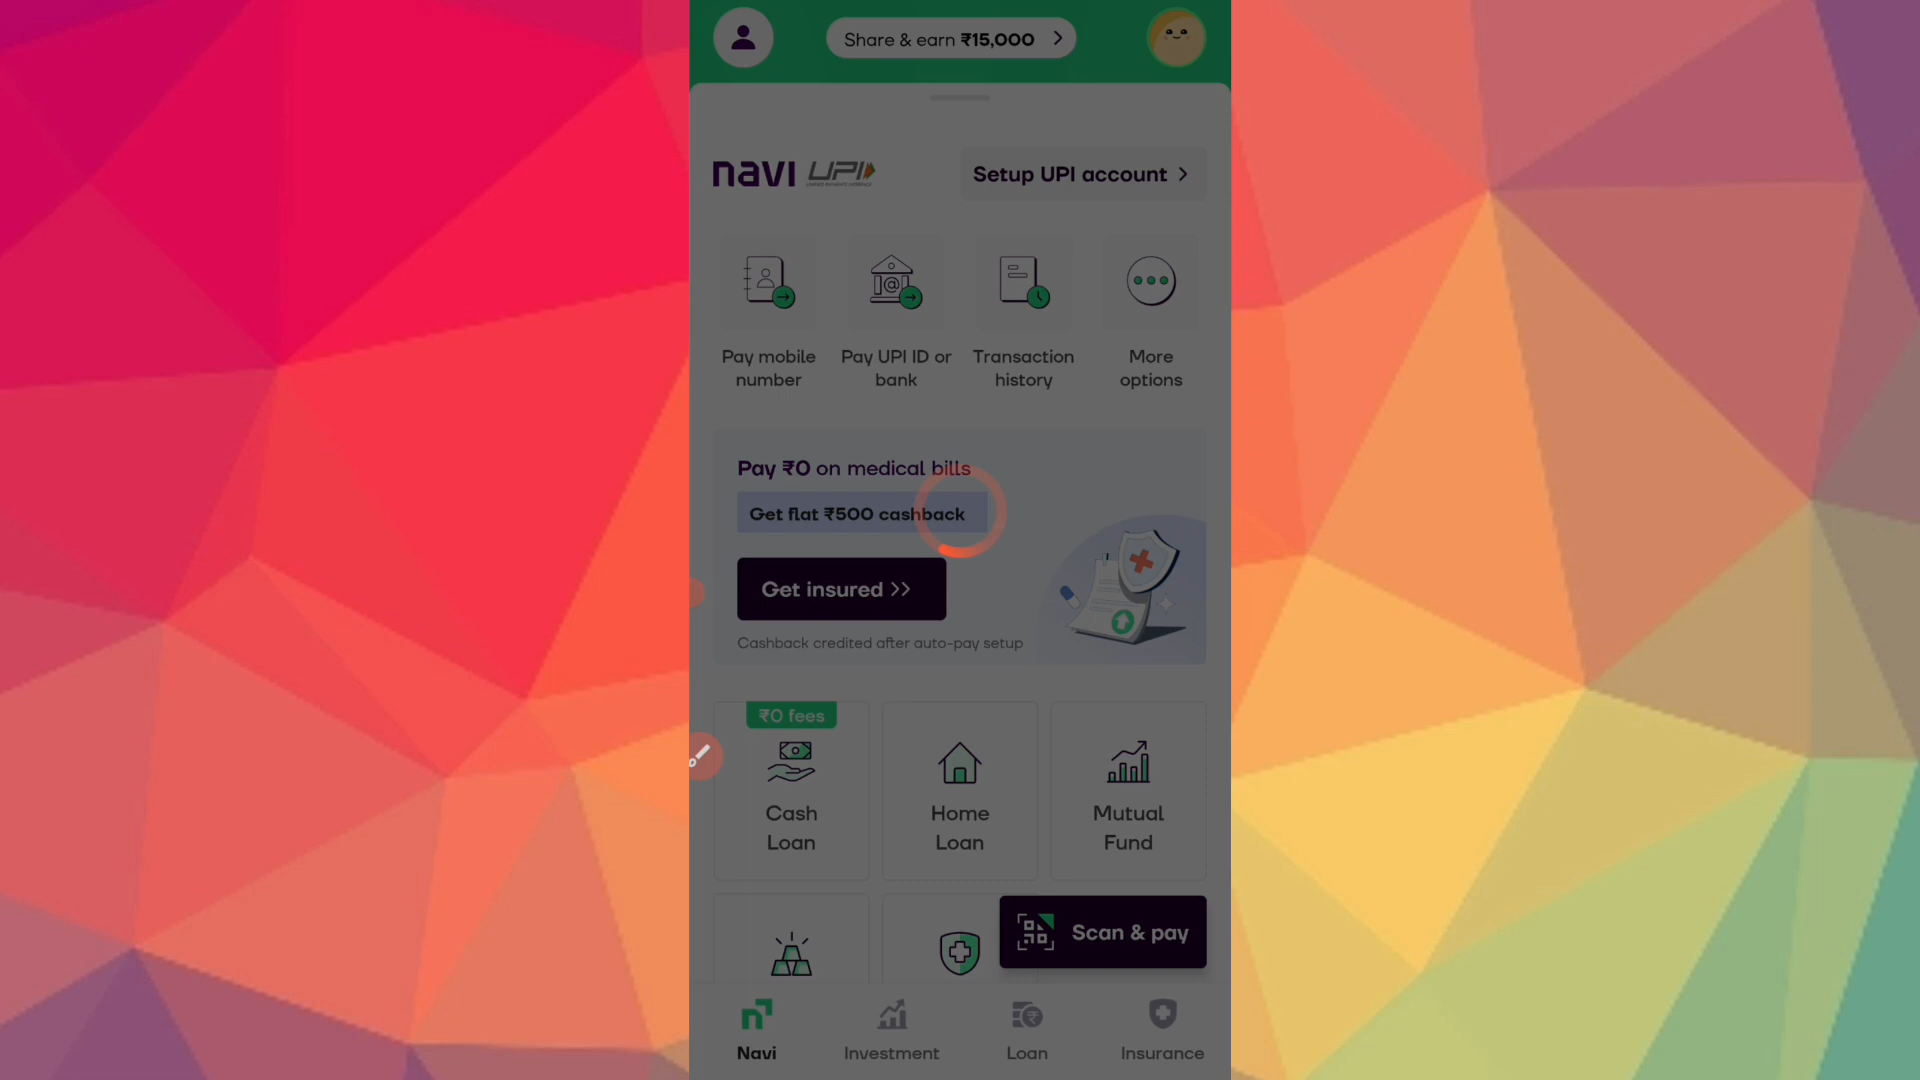 Share & earn ₹15,000
navi UPI
Setup UPI account
Pay mobile
number
Pay UPI ID or
bank
Transaction
history
More
options
Pay ₹0 on medical bills
Get flat ₹500 cashback
Get insured
Cashback credited after auto-pay setup
₹0 fees
Cash
Loan
Home
Loan
Mutual
Fund
Scan & pay
Navi
Investment
Loan
Insurance